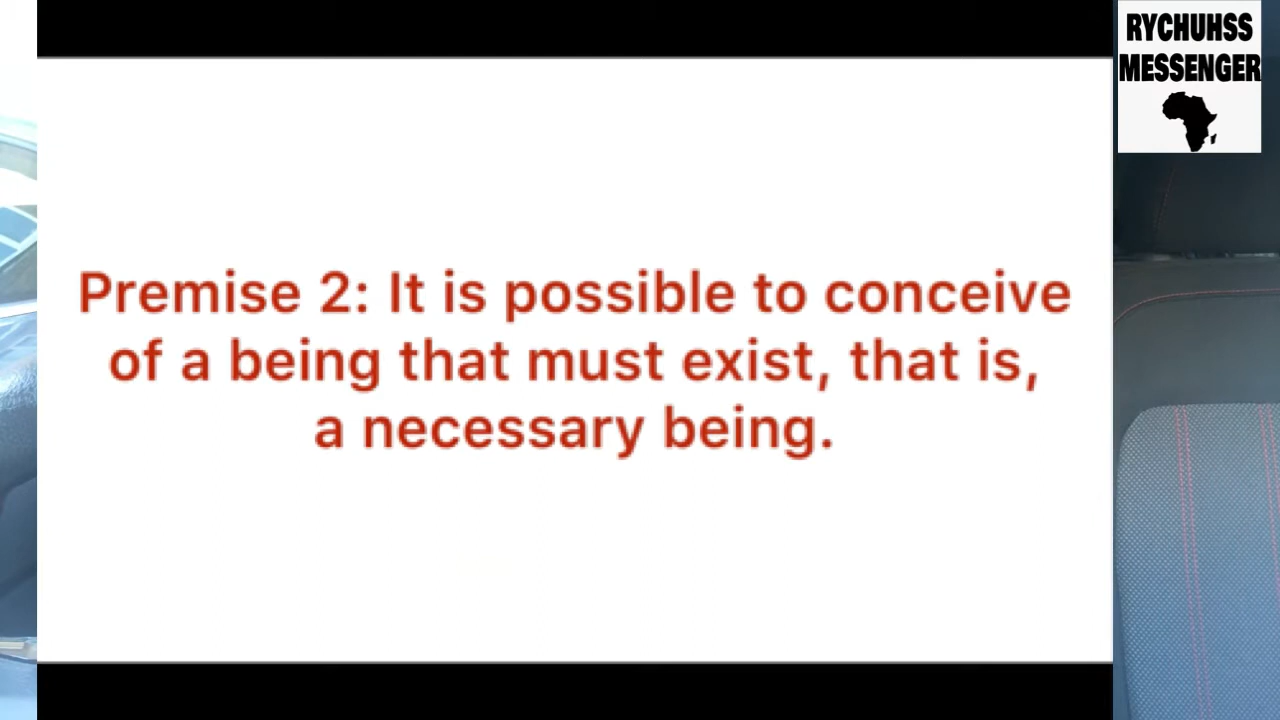 RYCHUHSS
MESSENGER
Premise 2: It is possible to conceive
of a being that must exist, that is,
a necessary being.